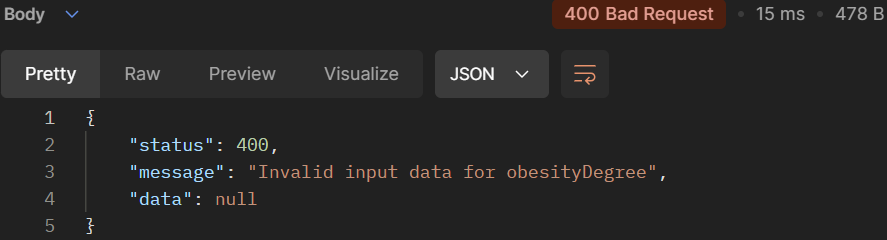 Body 400 Bad Request • 15 ms • 478 B
Pretty Raw Preview Visualize JSON
1 {
2 "status": 400,
3 "message": "Invalid input data for obesityDegree",
4 "data": null
5 }